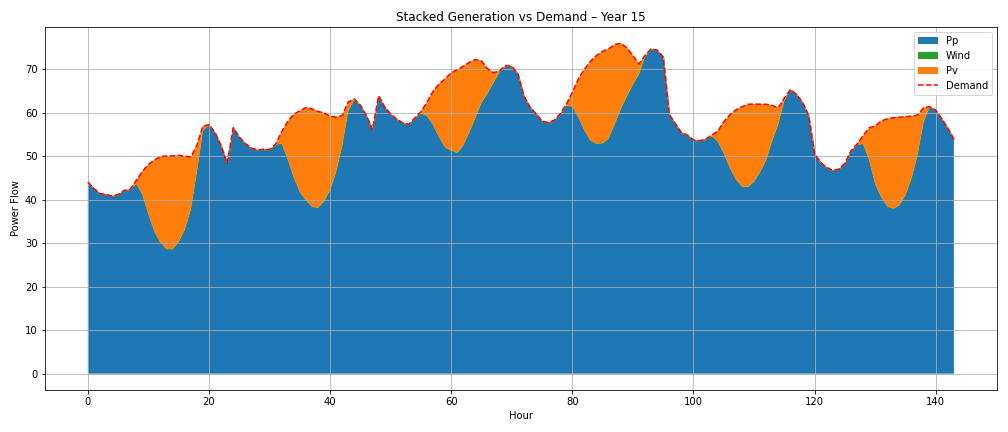 Stacked Generation vs Demand – Year 15
Pp
Wind
Pv
Demand
Power Flow
70
60
50
40
30
20
10
0
0 20 40 60 80 100 120 140
Hour